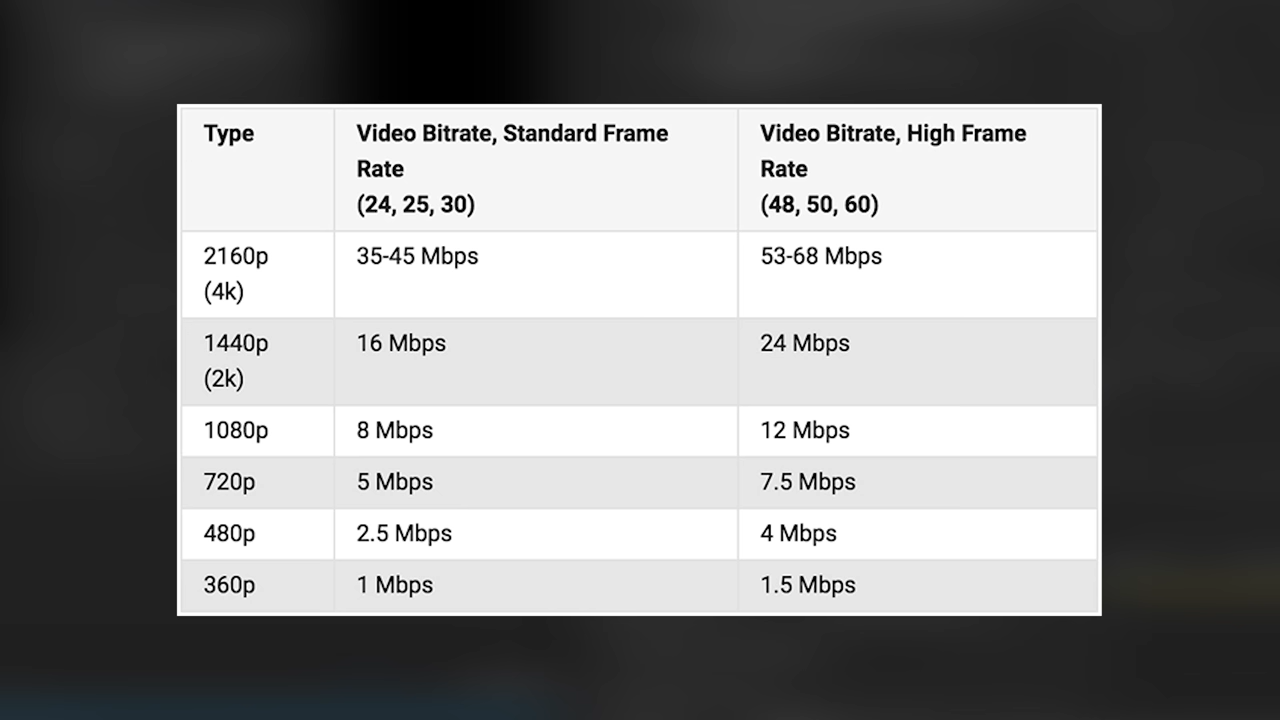 Type
Video Bitrate, Standard Frame
Rate
(24, 25, 30)
Video Bitrate, High Frame
Rate
(48, 50, 60)
2160p
(4k)
35-45 Mbps
53-68 Mbps
1440p
(2k)
16 Mbps
24 Mbps
1080p
8 Mbps
12 Mbps
720p
5 Mbps
7.5 Mbps
480p
2.5 Mbps
4 Mbps
360p
1 Mbps
1.5 Mbps